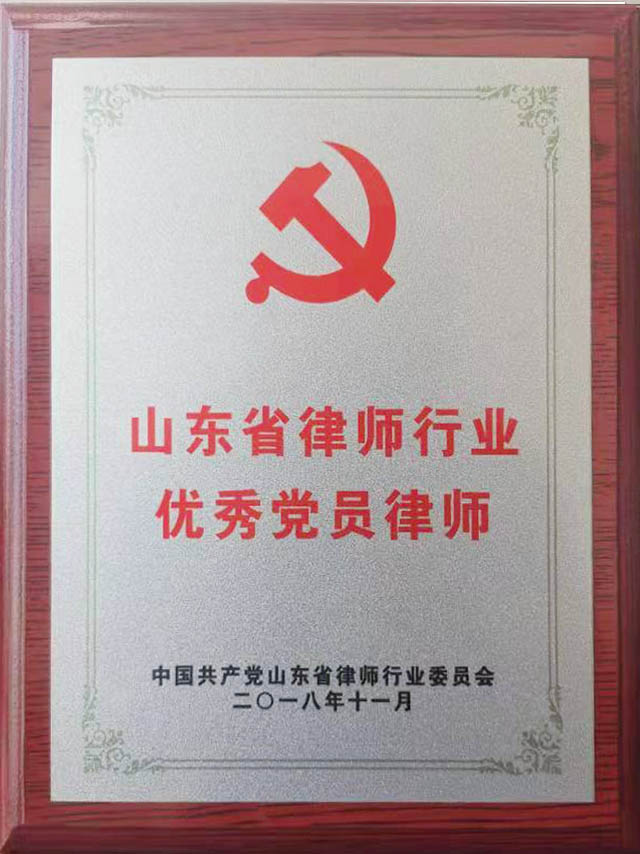 山东省律师行业
优秀党员律师
中国共产党山东省律师行业委员会
二〇一八年十一月